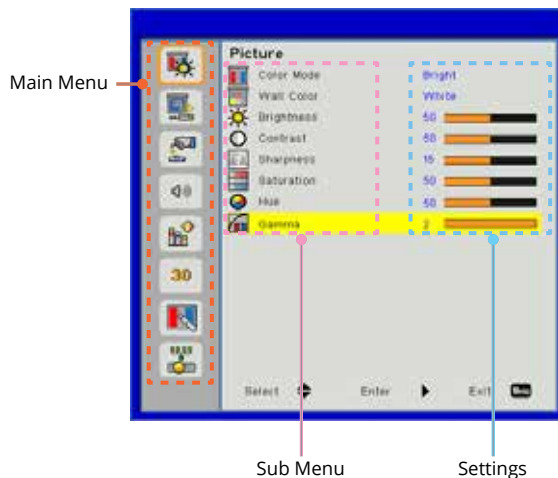 Picture
Main Menu
Color Mode Bright
Wall Color White
Brightness 50
Contrast 50
Sharpness 15
Saturation 50
Hue 50
Gamma 2
30
Select Enter Exit
Sub Menu Settings